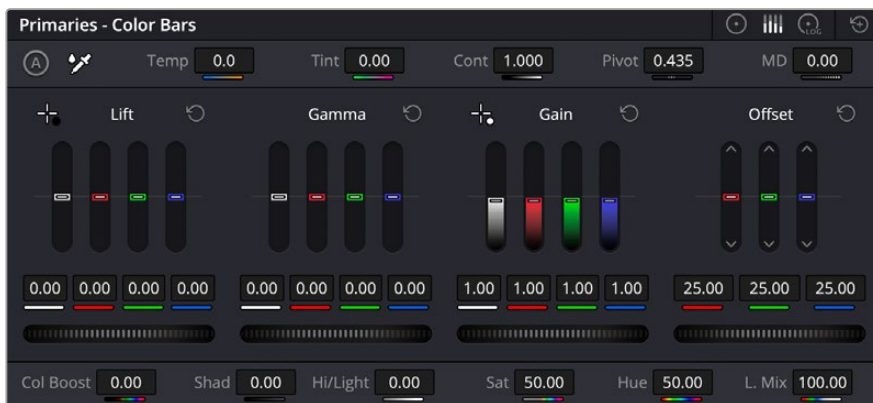 Primaries - Color Bars
LOG
A Temp 0.0 Tint 0.00 Cont 1.000 Pivot 0.435 MD 0.00
Lift Gamma Gain Offset
0.00 0.00 0.00 0.00 0.00 0.00 0.00 0.00 1.00 1.00 1.00 1.00 25.00 25.00 25.00
Col Boost 0.00 Shad 0.00 Hi/Light 0.00 Sat 50.00 Hue 50.00 L. Mix 100.00